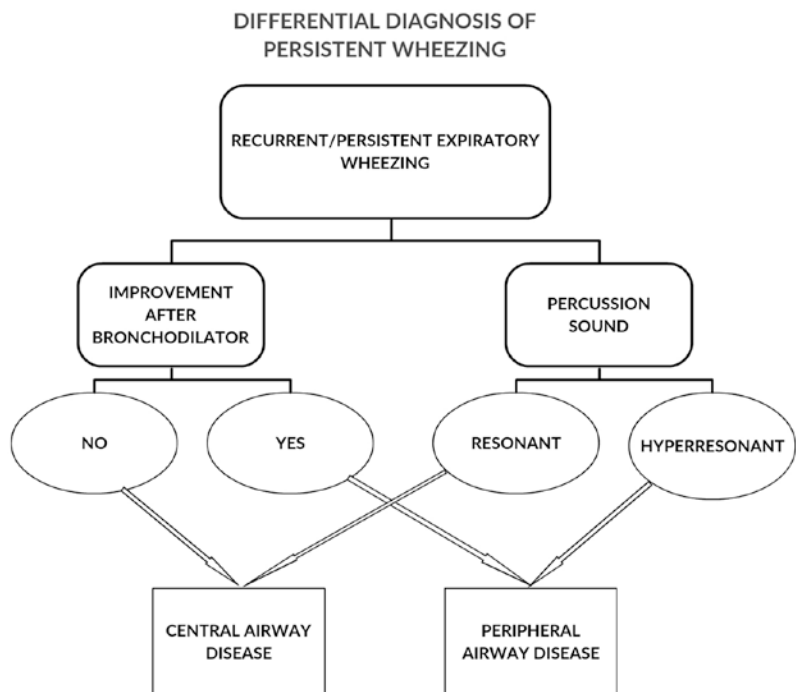 DIFFERENTIAL DIAGNOSIS OF
PERSISTENT WHEEZING
RECURRENT/PERSISTENT EXPIRATORY
WHEEZING
IMPROVEMENT
AFTER
BRONCHODILATOR
PERCUSSION
SOUND
NO
YES
RESONANT
HYPERRESONANT
CENTRAL AIRWAY
DISEASE
PERIPHERAL
AIRWAY DISEASE